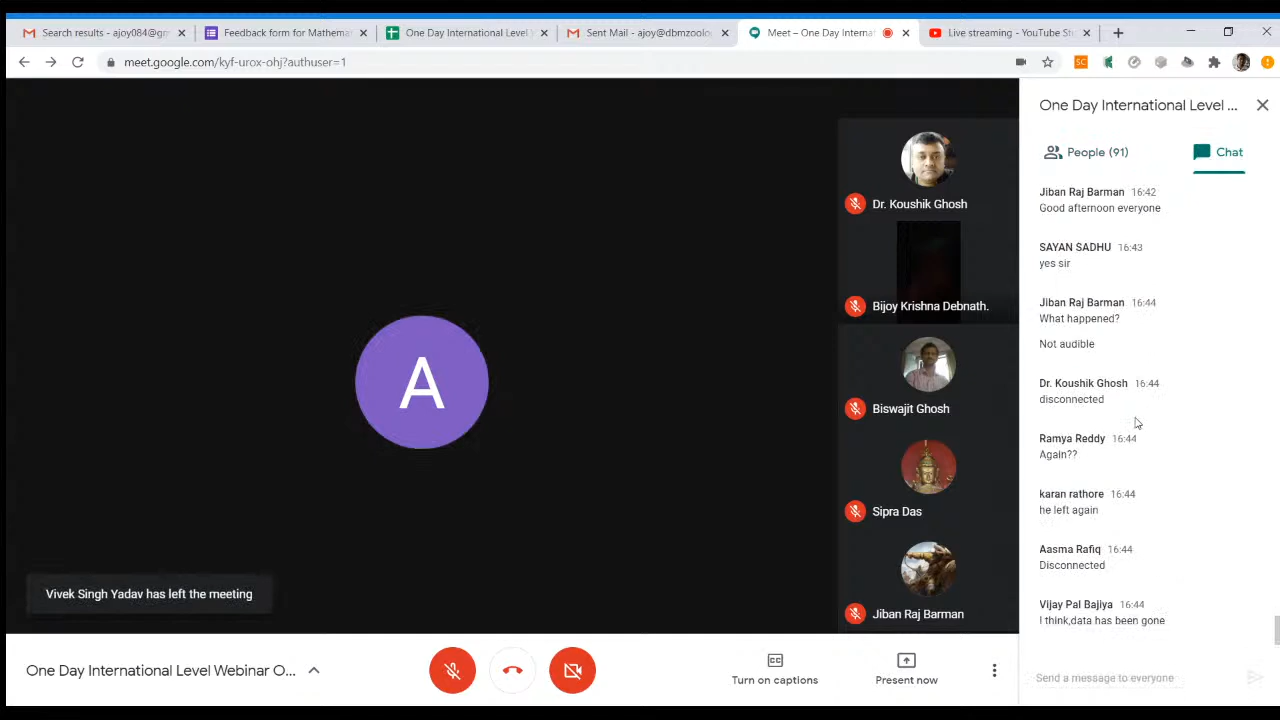 Search results - ajoy084@gm
Feedback form for Mathema
One Day International Level
Sent Mail - ajoy@dbmzoolo
Meet – One Day Interna
Live streaming - YouTube Stu
meet.google.com/kyf-urox-ohj?authuser=1
SC
One Day International Level ...
People (91)
Chat
Jiban Raj Barman 16:42
Good afternoon everyone
SAYAN SADHU 16:43
yes sir
Jiban Raj Barman 16:44
What happened?
Not audible
Dr. Koushik Ghosh 16:44
disconnected
Ramya Reddy 16:44
Again??
karan rathore 16:44
he left again
Aasma Rafiq 16:44
Disconnected
Vijay Pal Bajiya 16:44
I think,data has been gone
Send a message to everyone
Dr. Koushik Ghosh
Bijoy Krishna Debnath.
Biswajit Ghosh
Sipra Das
Jiban Raj Barman
A
Vivek Singh Yadav has left the meeting
One Day International Level Webinar O...
CC
Turn on captions
Present now